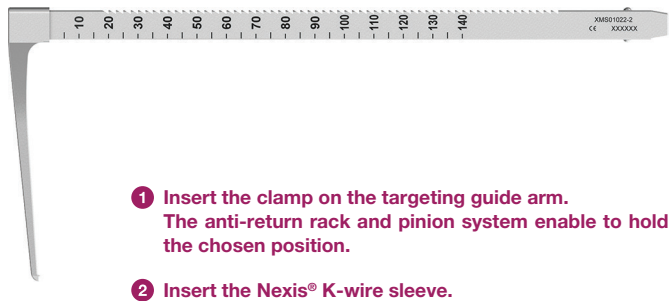 10 20 30 40 50 60 70 80 90 100 110 120 130 140
XMS01022-2
CE XXXXXX
1 Insert the clamp on the targeting guide arm.
The anti-return rack and pinion system enable to hold
the chosen position.
2 Insert the Nexis® K-wire sleeve.